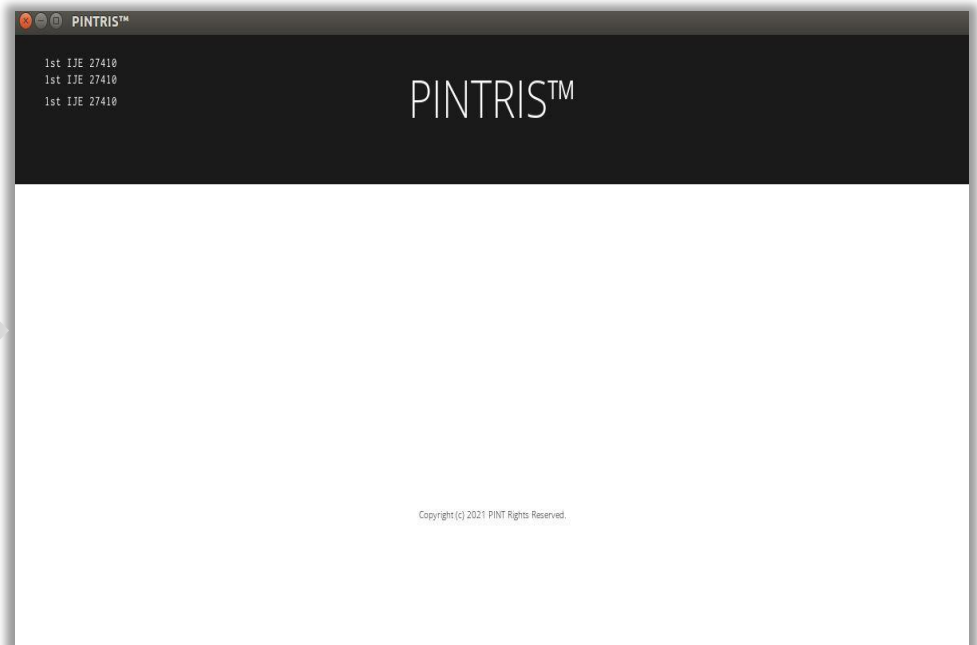 PINTRIS™
1st IJE 27410
1st IJE 27410
1st IJE 27410
PINTRIS™
Copyright (c) 2021 PINT Rights Reserved.